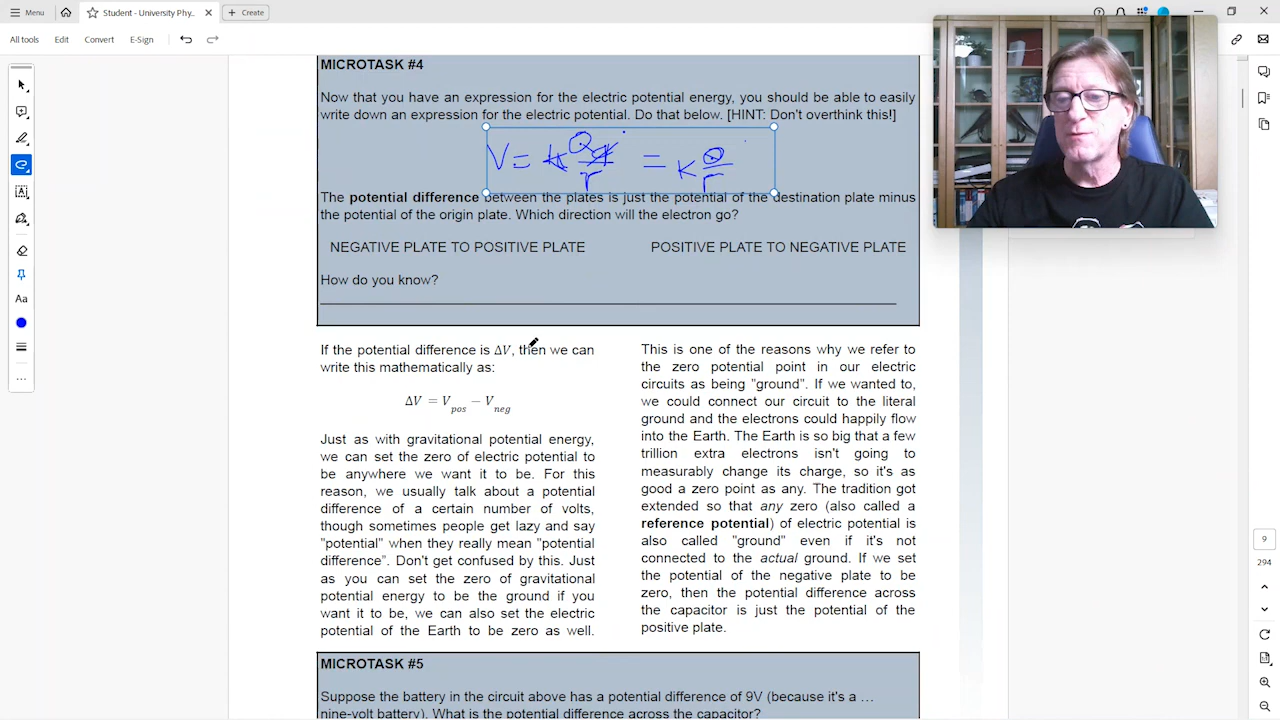 Menu
Student - University Phy...
Create
All tools
Edit
Convert
E-Sign
MICROTASK #4
Now that you have an expression for the electric potential energy, you should be able to easily
write down an expression for the electric potential. Do that below. [HINT: Don't overthink this!]
V = k Qq/r = k Q/r
The potential difference between the plates is just the potential of the destination plate minus
the potential of the origin plate. Which direction will the electron go?
NEGATIVE PLATE TO POSITIVE PLATE
POSITIVE PLATE TO NEGATIVE PLATE
How do you know?
If the potential difference is ΔV, then we can
write this mathematically as:
ΔV = Vpos − Vneg
Just as with gravitational potential energy,
we can set the zero of electric potential to
be anywhere we want it to be. For this
reason, we usually talk about a potential
difference of a certain number of volts,
though sometimes people get lazy and say
"potential" when they really mean "potential
difference". Don't get confused by this. Just
as you can set the zero of gravitational
potential energy to be the ground if you
want it to be, we can also set the electric
potential of the Earth to be zero as well.
This is one of the reasons why we refer to
the zero potential point in our electric
circuits as being "ground". If we wanted to,
we could connect our circuit to the literal
ground and the electrons could happily flow
into the Earth. The Earth is so big that a few
trillion extra electrons isn't going to
measurably change its charge, so it's as
good a zero point as any. The tradition got
extended so that any zero (also called a
reference potential) of electric potential is
also called "ground" even if it's not
connected to the actual ground. If we set
the potential of the negative plate to be
zero, then the potential difference across
the capacitor is just the potential of the
positive plate.
MICROTASK #5
Suppose the battery in the circuit above has a potential difference of 9V (because it's a …
nine-volt battery). What is the potential difference across the capacitor?
Aa
9
294